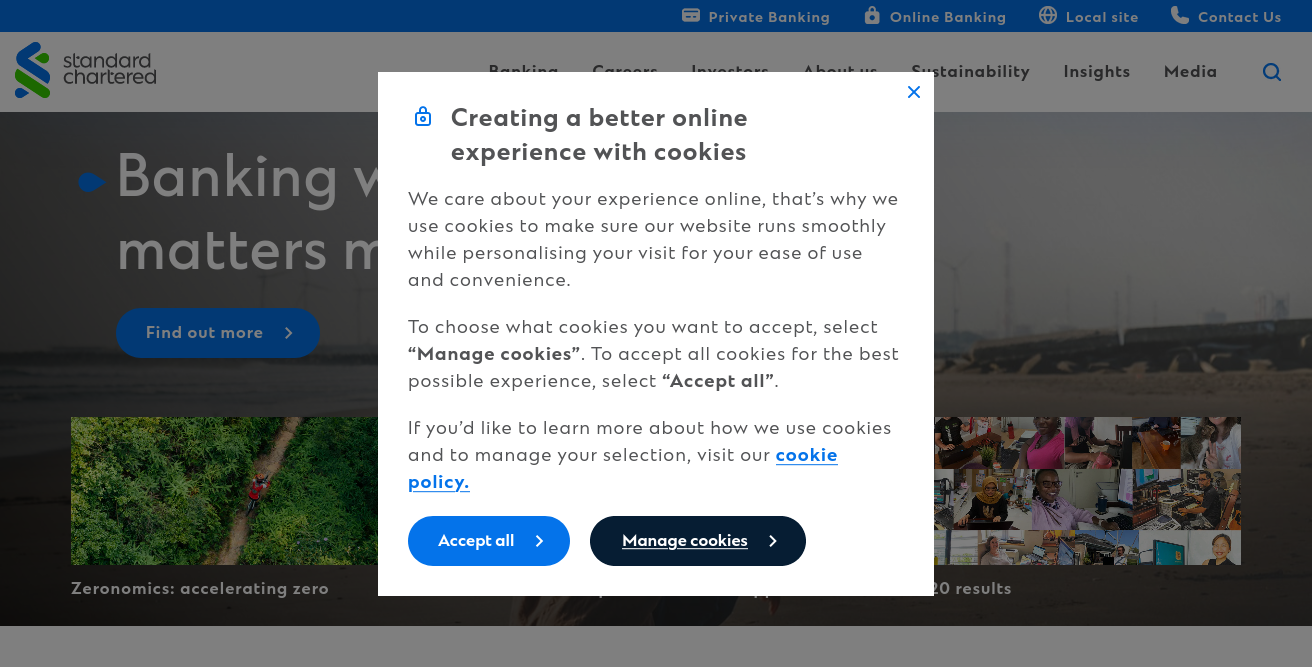 Private Banking
Online Banking
Local site
Contact Us
standard
chartered
Banking Careers Investors About us Sustainability Insights Media
Banking
matters
Find out more
Creating a better online
experience with cookies
We care about your experience online, that’s why we
use cookies to make sure our website runs smoothly
while personalising your visit for your ease of use
and convenience.
To choose what cookies you want to accept, select
“Manage cookies”. To accept all cookies for the best
possible experience, select “Accept all”.
If you’d like to learn more about how we use cookies
and to manage your selection, visit our cookie
policy.
Accept all
Manage cookies
Zeronomics: accelerating zero
20 results